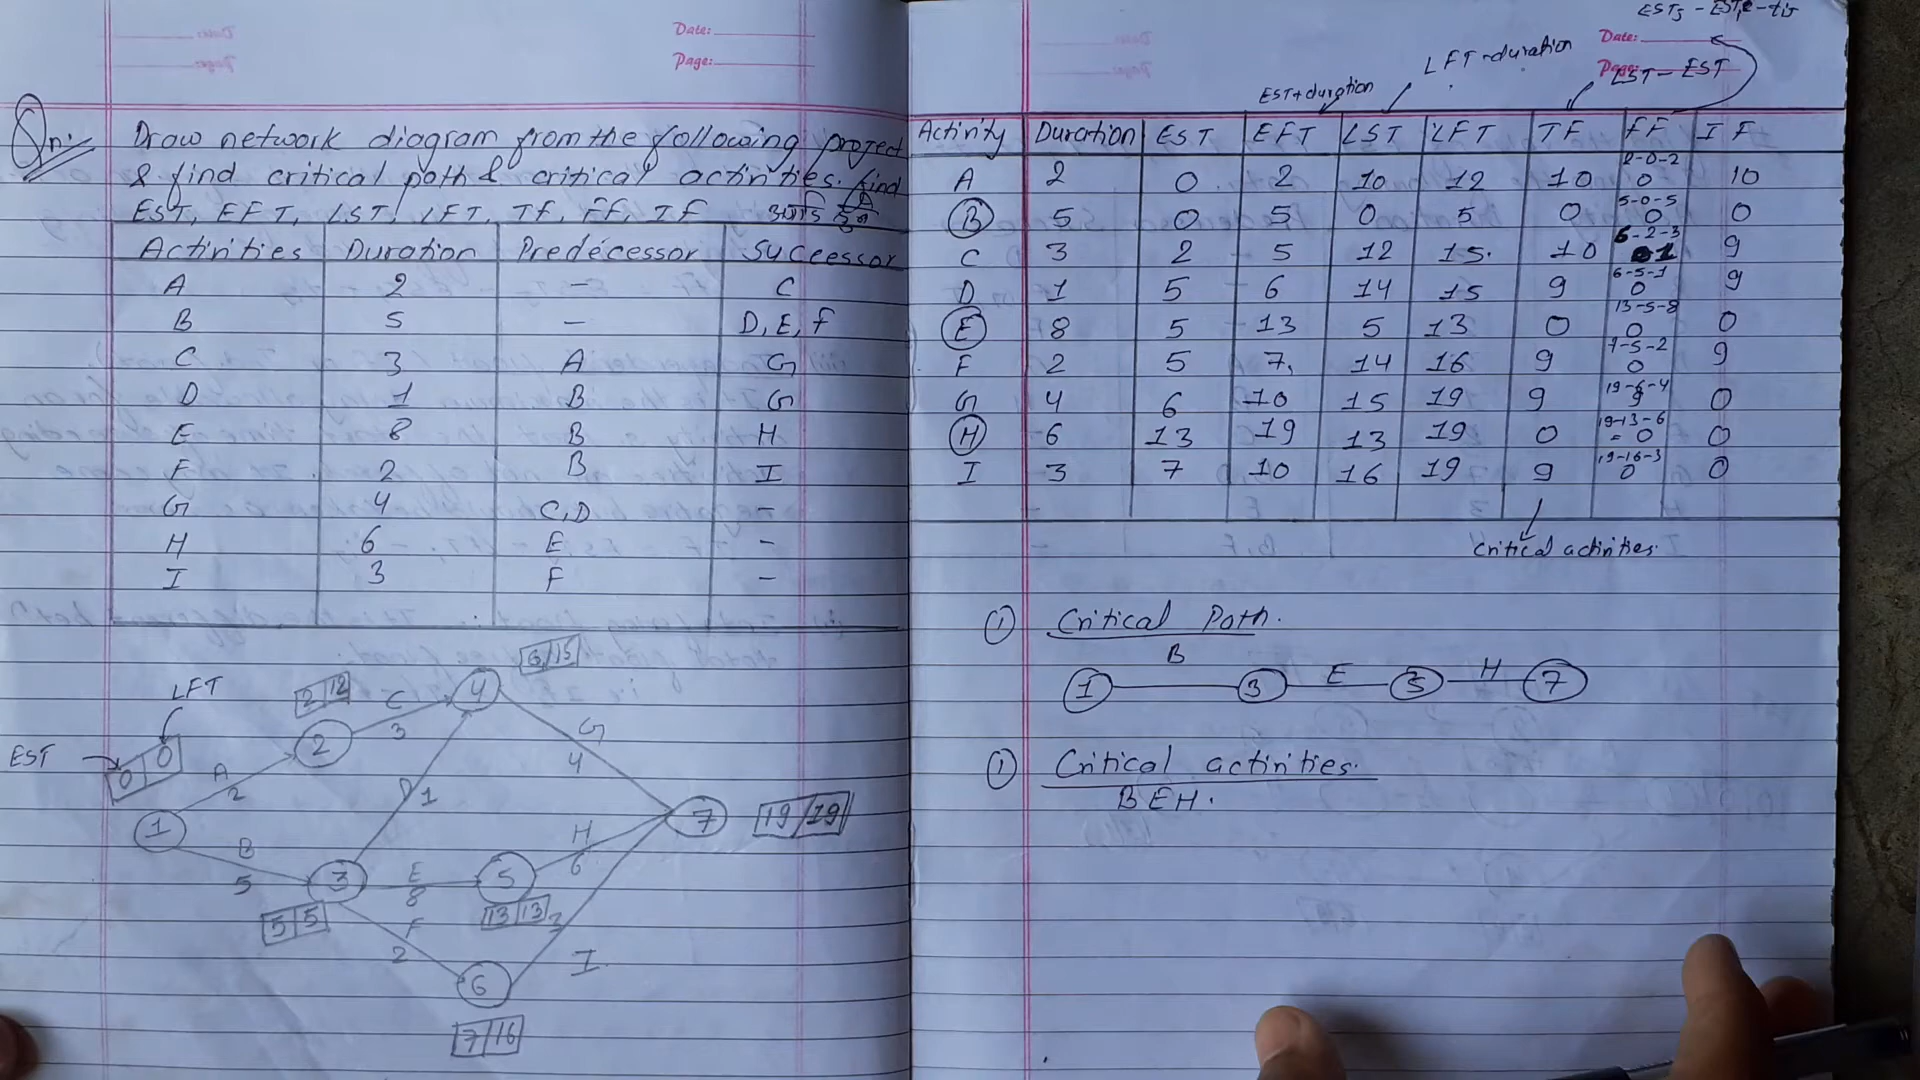 Date:
Page:
Qn:- Draw network diagram from the following project
& find critical path & critical activities. find
EST, EFT, LST, LFT, TF, FF, IF
Activities Duration Predecessor Successor
A 2 - C
B 5 - D, E, F
C 3 A G
D 1 B G
E 8 B H
F 2 B I
G 4 C,D -
H 6 E -
I 3 F -
LFT
EST
0 0
2 12
6/15
5 5
13 13
7/16
19/19
1
2
3
4
5
6
7
A
2
B
5
C
3
D 1
E
8
F
2
G
4
H
6
3
I
Date:
Page:
EST+duration
LFT-duration
Activity Duration EST EFT LST LFT TF FF IF
A 2 0 2 10 12 10 0 10
B 5 0 5 0 5 0 5-0-5 0 0
C 3 2 5 12 15. 10 6-2-3 1 9
D 1 5 6 14 15 9 6-5-1 0 9
E 8 5 13 5 13 0 13-5-8 0 0
F 2 5 7 14 16 9 7-5-2 0 9
G 4 6 10 15 19 9 19-6-4 9 0
H 6 13 19 13 19 0 19-13-6 = 0 0
I 3 7 10 16 19 9 19-16-3 0 0
Critical activities.
① Critical Path.
B E H
1 3 5 7
① Critical activities.
BEH.